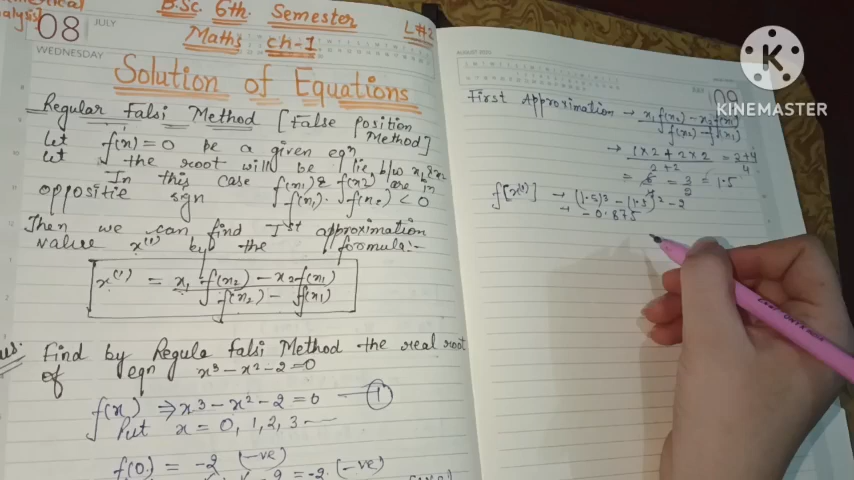 B.Sc. 6th Semester
L#2
Maths ch-1
08 JULY
WEDNESDAY
Solution of Equations
Regular Falsi Method [False position
Method]
Let f(x) = 0 be a given eqn
Let the root will be lie b/w x1 & x2
In this case f(x1) & f(x2) are in
oppositie sgn f(x1). f(x2) < 0
Then we can find Ist approximation
value x(1) by the formula:-
x(1) = x1 f(x2) - x2 f(x1)
f(x2) - f(x1)
Find by Regula falsi Method the real root
of eqn x³-x²-2=0
f(x) ⇒ x³-x²-2=0 — 1
Put x = 0, 1, 2, 3 ----
f(0) = -2 (-ve)
= -2. (-ve)
KINEMASTER
First Approximation → x1 f(x2) - x2 f(x1)
f(x2) - f(x1)
→ 1×2 + 2×2 = 2+4
2+2 4
= 6 = 3 = 1.5
4 2
f[x(1)] → (1.5)³ - (1.5)² - 2
→ - 0.875